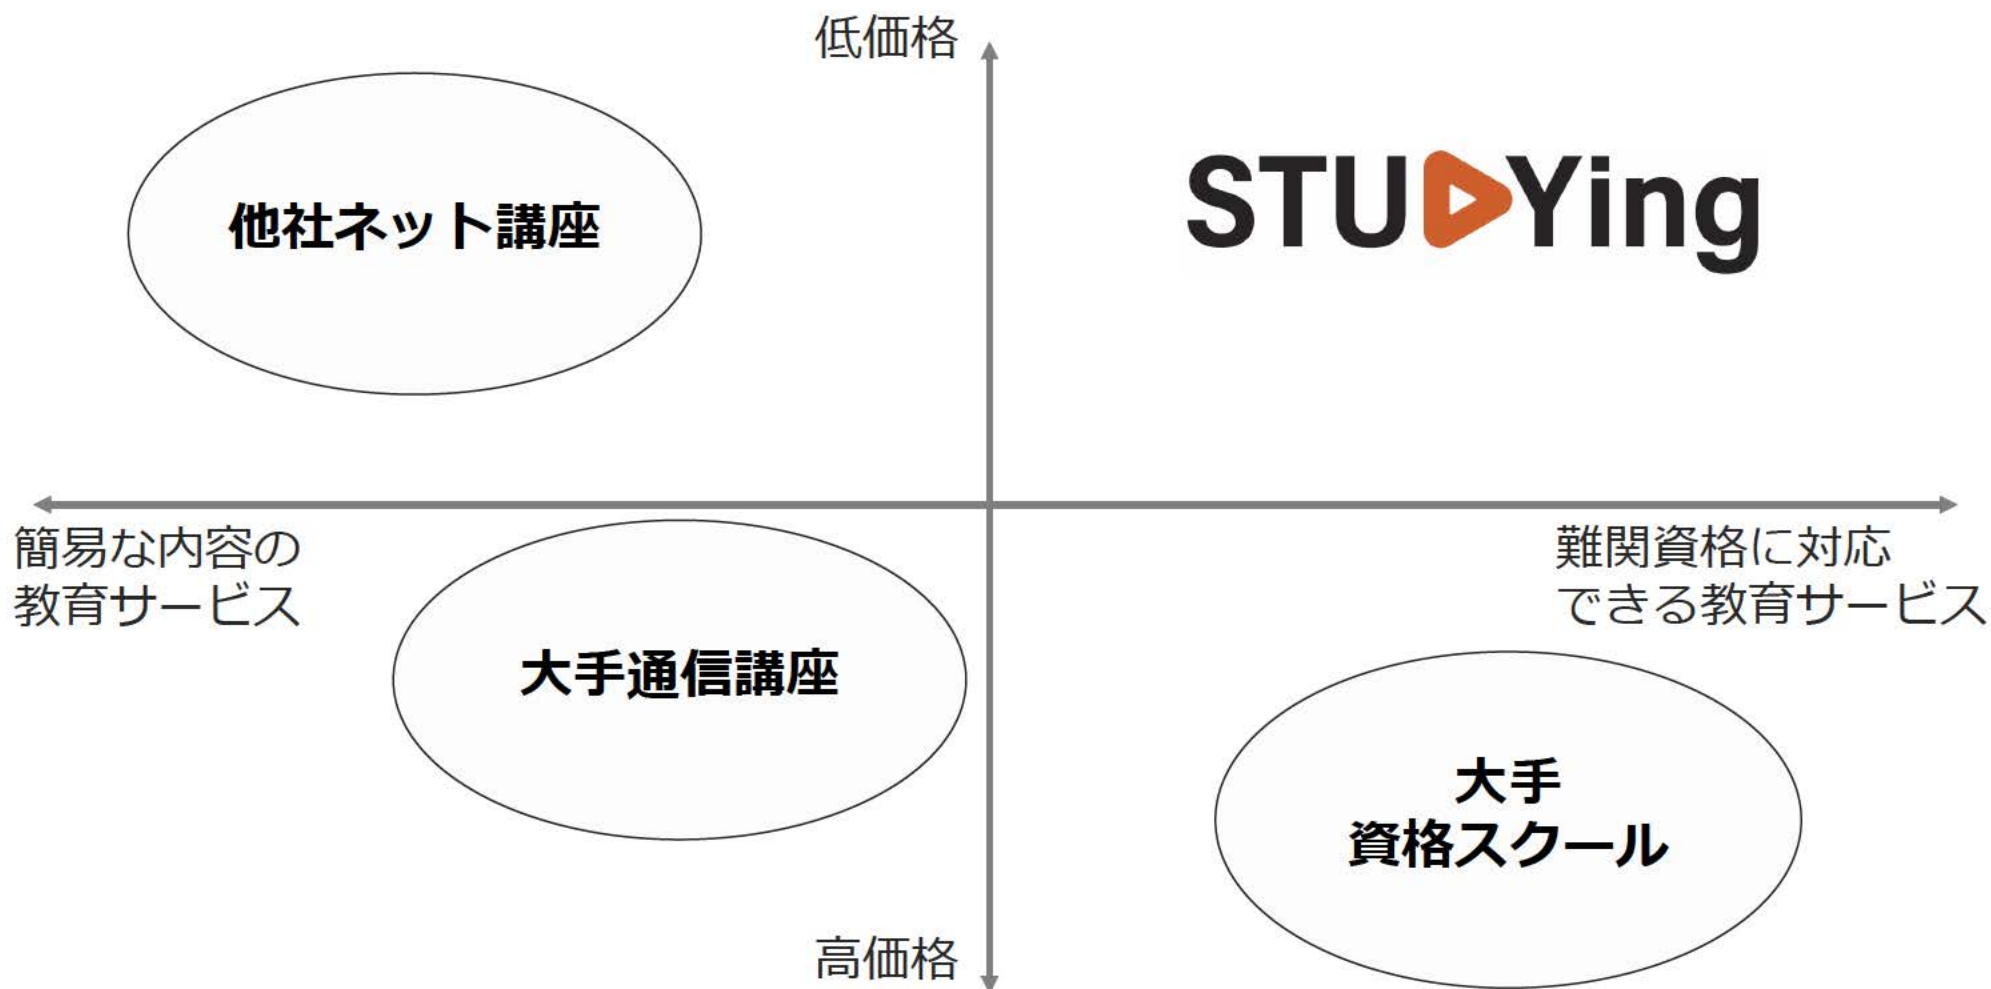 低価格
STUDYing
他社ネット講座
簡易な内容の
教育サービス
難関資格に対応
できる教育サービス
大手通信講座
大手
資格スクール
高価格